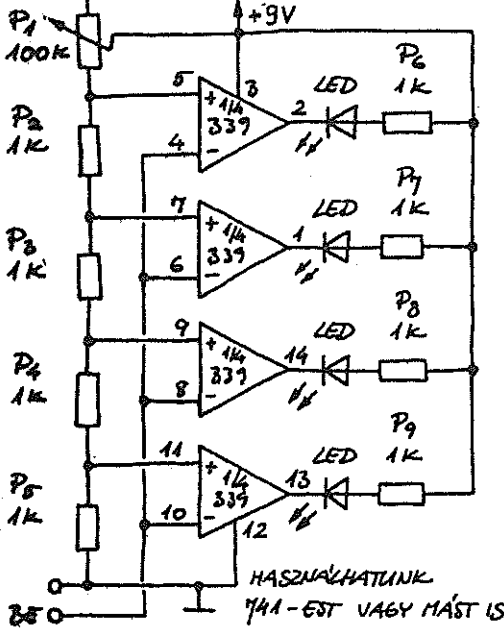 +9V
P1
100K
5
+
1/4
339
-
4
3
2
LED
P6
1K
P2
1K
7
+
1/4
339
-
6
1
LED
P7
1K
P3
1K
9
+
1/4
339
-
8
14
LED
P8
1K
P4
1K
11
+
1/4
339
-
10
13
12
LED
P9
1K
P5
1K
BE
HASZNÁLHATUNK
741-EST VAGY MÁST IS